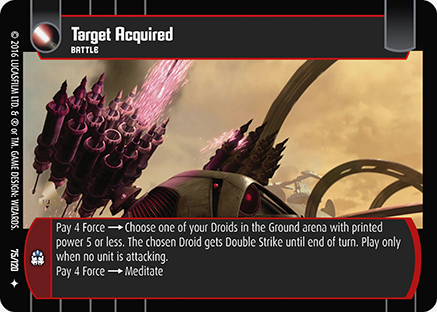 Target Acquired
BATTLE
Pay 4 Force → Choose one of your Droids in the Ground arena with printed
power 5 or less. The chosen Droid gets Double Strike until end of turn. Play only
when no unit is attacking.
Pay 4 Force → Meditate
© 2016 LUCASFILM LTD. & ® or TM. GAME DESIGN: WIZARDS.
75/120